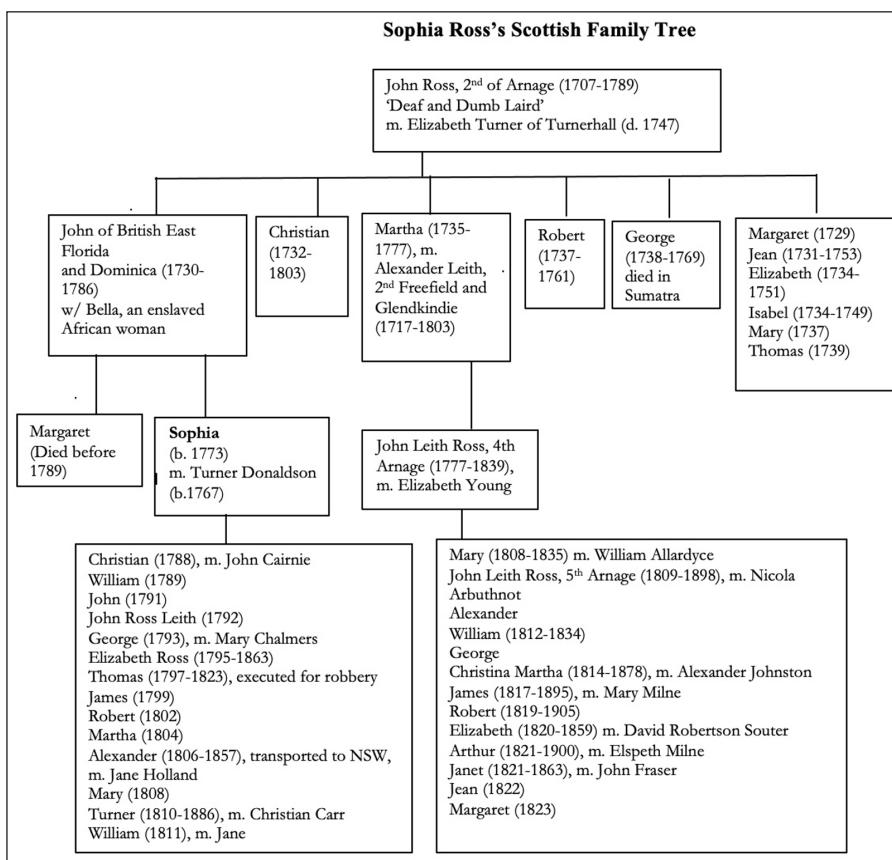 Sophia Ross's Scottish Family Tree
John Ross, 2nd of Arnage (1707-1789)
'Deaf and Dumb Laird'
m. Elizabeth Turner of Turnerhall (d. 1747)
John of British East
Florida
and Dominica (1730-
1786)
w/ Bella, an enslaved
African woman
Christian
(1732-
1803)
Martha (1735-
1777), m.
Alexander Leith,
2nd Freefield and
Glendkindie
(1717-1803)
Robert
(1737-
1761)
George
(1738-1769)
died in
Sumatra
Margaret (1729)
Jean (1731-1753)
Elizabeth (1734-
1751)
Isabel (1734-1749)
Mary (1737)
Thomas (1739)
Margaret
(Died before
1789)
Sophia
(b. 1773)
m. Turner Donaldson
(b.1767)
John Leith Ross, 4th
Arnage (1777-1839),
m. Elizabeth Young
Christian (1788), m. John Cairnie
William (1789)
John (1791)
John Ross Leith (1792)
George (1793), m. Mary Chalmers
Elizabeth Ross (1795-1863)
Thomas (1797-1823), executed for robbery
James (1799)
Robert (1802)
Martha (1804)
Alexander (1806-1857), transported to NSW,
m. Jane Holland
Mary (1808)
Turner (1810-1886), m. Christian Carr
William (1811), m. Jane
Mary (1808-1835) m. William Allardyce
John Leith Ross, 5th Arnage (1809-1898), m. Nicola
Arbuthnot
Alexander
William (1812-1834)
George
Christina Martha (1814-1878), m. Alexander Johnston
James (1817-1895), m. Mary Milne
Robert (1819-1905)
Elizabeth (1820-1859) m. David Robertson Souter
Arthur (1821-1900), m. Elspeth Milne
Janet (1821-1863), m. John Fraser
Jean (1822)
Margaret (1823)